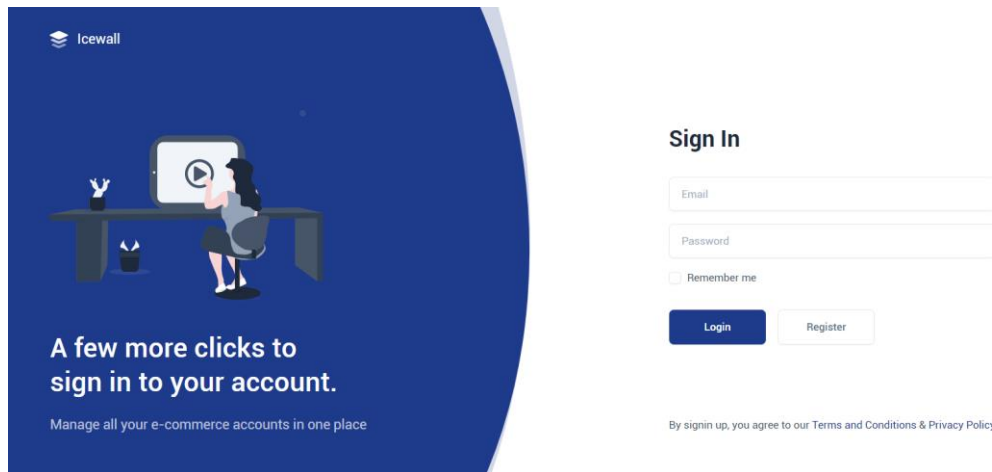 Icewall
A few more clicks to
sign in to your account.
Manage all your e-commerce accounts in one place
Sign In
Email
Password
Remember me
Login Register
By signin up, you agree to our Terms and Conditions & Privacy Policy